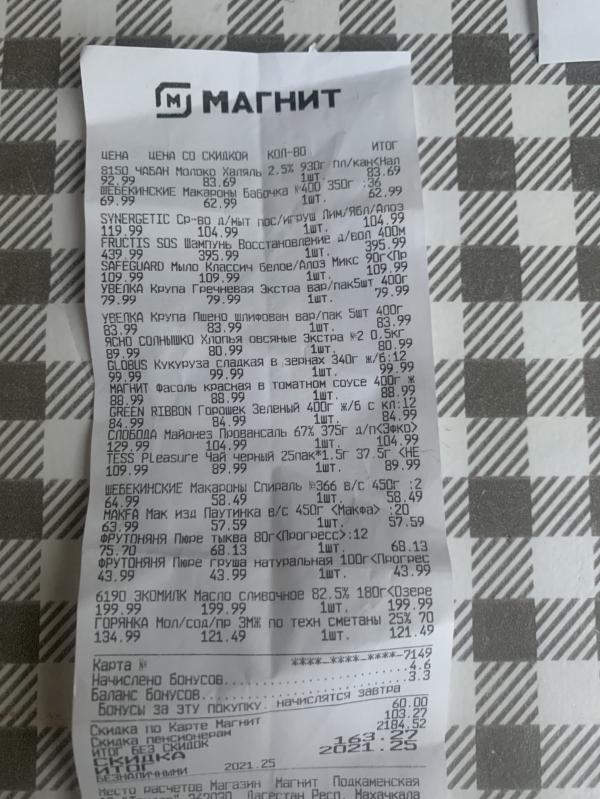 МАГНИТ
ЦЕНА ЦЕНА СО СКИДКОЙ КОЛ-ВО ИТОГ
8150 ЧАБАН Молоко Халяль 2.5% 930г пл/кан<Нал
92.99 83.69 1шт. 83.69
ШЕБЕКИНСКИЕ Макароны Бабочка №400 350г :36
69.99 62.99 1шт. 62.99
SYNERGETIC Ср-во д/мыт пос/игруш Лим/Ябл/Алоэ
119.99 104.99 1шт. 104.99
FRUCTIS SOS Шампунь Восстановление д/вол 400м
439.99 395.99 1шт. 395.99
SAFEGUARD Мыло Классич Белое/Алоэ Микс 90г<Пр
109.99 109.99 1шт. 109.99
УВЕЛКА Крупа Гречневая Экстра вар/пак5шт 400г
79.99 79.99 1шт. 79.99
УВЕЛКА Крупа Пшено шлифован вар/пак 5шт 400г
83.99 83.99 1шт. 83.99
ЯСНО СОЛНЫШКО Хлопья овсяные Экстра №2 0.5кг
89.99 80.99 1шт. 80.99
GLOBUS Кукуруза сладкая в зернах 340г ж/б:12
99.99 99.99 1шт. 99.99
МАГНИТ Фасоль красная в томатном соусе 400г ж
88.99 88.99 1шт. 88.99
GREEN RIBBON Горошек Зеленый 400г ж/б с кл:12
84.99 84.99 1шт. 84.99
СЛОБОДА Майонез Провансаль 67% 375г д/п<Эфко>
129.99 104.99 1шт. 104.99
TESS PLeasure Чай черный 25пак*1.5г 37.5г <НЕ
109.99 89.99 1шт. 89.99
ШЕБЕКИНСКИЕ Макароны Спираль №366 в/с 450г :2
64.99 58.49 1шт. 58.49
MAKFA Мак изд Паутинка в/с 450г <Макфа> :20
63.99 57.59 1шт. 57.59
ФРУТОНЯНЯ Пюре тыква 80г<Прогресс>:12
75.70 68.13 1шт. 68.13
ФРУТОНЯНЯ Пюре груша натуральная 100г<Прогрес
43.99 43.99 1шт. 43.99
6190 ЭКОМИЛК Масло сливочное 82.5% 180г<Озере
199.99 199.99 1шт. 199.99
ГОРЯНКА Мол/сод/пр ЗМЖ по техн сметаны 25% 70
134.99 121.49 1шт. 121.49
Карта № ****-****-****-7149
Начислено Бонусов 4.6
Баланс Бонусов 3.3
Бонусы за эту покупку начислятся завтра
Скидка по Карте Магнит 60.00
Скидка пенсионерам 103.27
ИТОГ БЕЗ СКИДОК 2184.52
СКИДКА 163.27
ИТОГ 2021.25
БЕЗНАЛИЧНЫМИ 2021.25
Место расчетов Магазин Магнит Подкаменская
Дагестан Респ. Махачкала